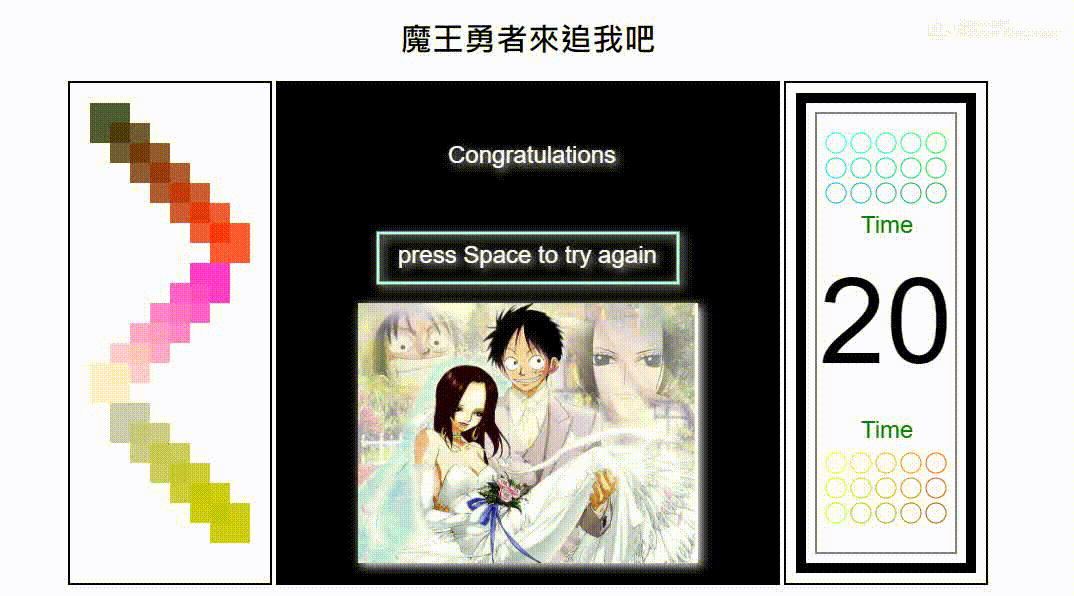 魔王勇者來追我吧
Congratulations
press Space to try again
Time
20
Time